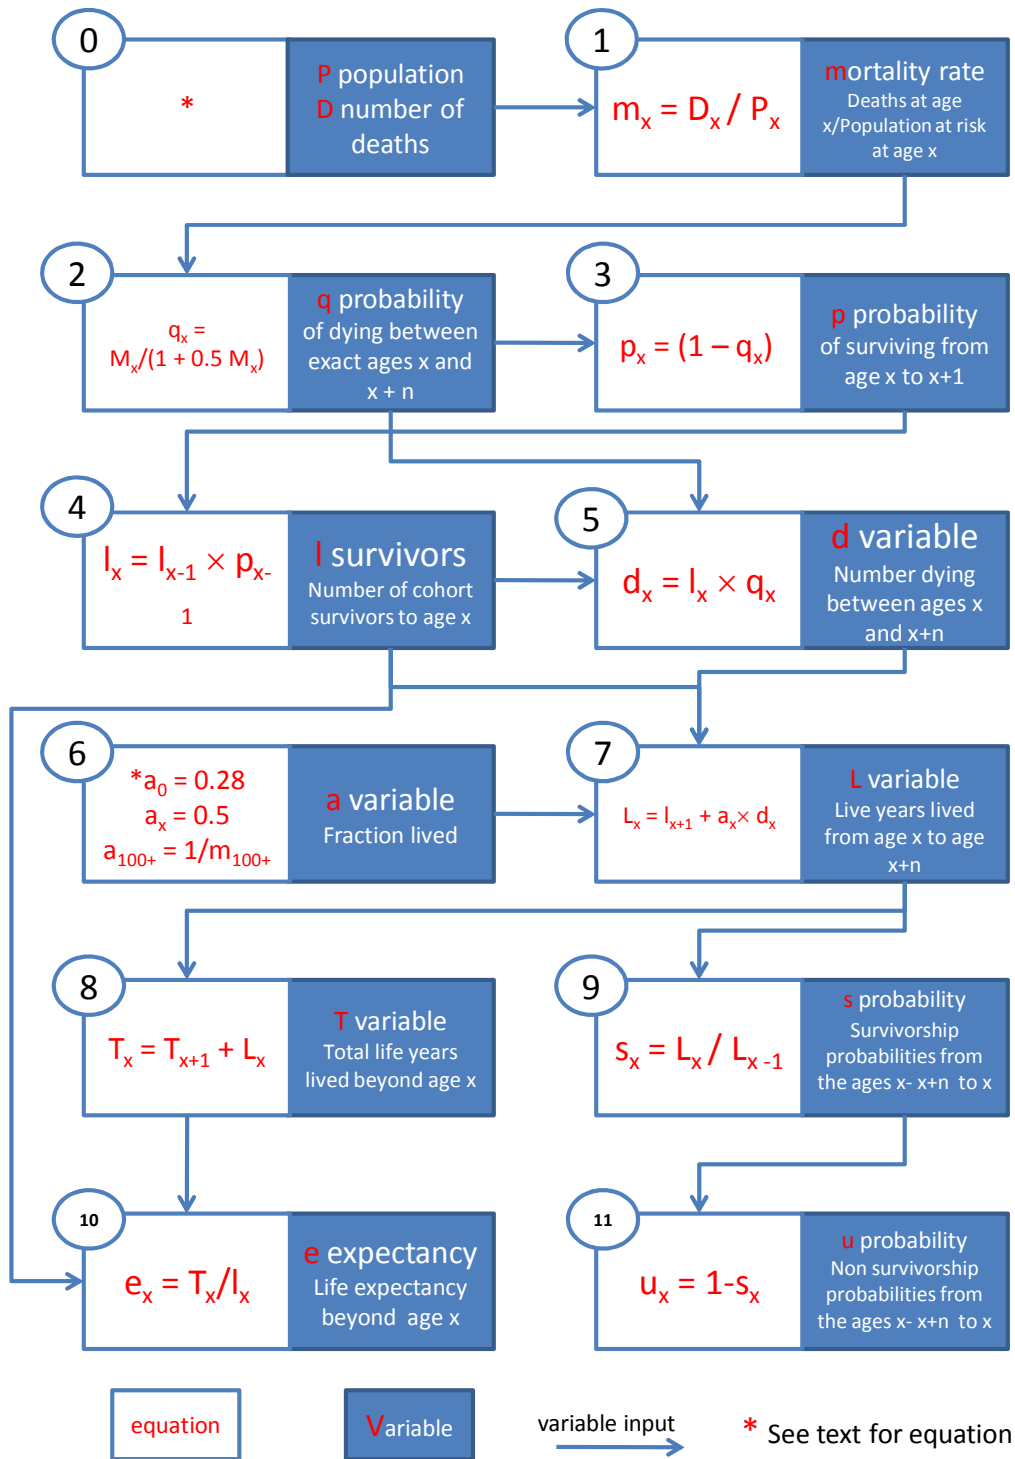 0
*
P population
D number of
deaths
1
mₓ = Dₓ / Pₓ
mortality rate
Deaths at age
x/Population at risk
at age x
2
qₓ =
Mₓ/(1 + 0.5 Mₓ)
q probability
of dying between
exact ages x and
x + n
3
pₓ = (1 – qₓ)
p probability
of surviving from
age x to x+1
4
lₓ = lₓ₋₁ × pₓ₋
1
l survivors
Number of cohort
survivors to age x
5
dₓ = lₓ × qₓ
d variable
Number dying
between ages x
and x+n
6
*a₀ = 0.28
aₓ = 0.5
a₁₀₀₊ = 1/m₁₀₀₊
a variable
Fraction lived
7
Lₓ = lₓ₊₁ + aₓ× dₓ
L variable
Live years lived
from age x to age
x+n
8
Tₓ = Tₓ₊₁ + Lₓ
T variable
Total life years
lived beyond age x
9
sₓ = Lₓ / Lₓ ₋₁
s probability
Survivorship
probabilities from
the ages x- x+n to x
10
eₓ = Tₓ/lₓ
e expectancy
Life expectancy
beyond age x
11
uₓ = 1-sₓ
u probability
Non survivorship
probabilities from
the ages x- x+n to x
equation
Variable
variable input
* See text for equation